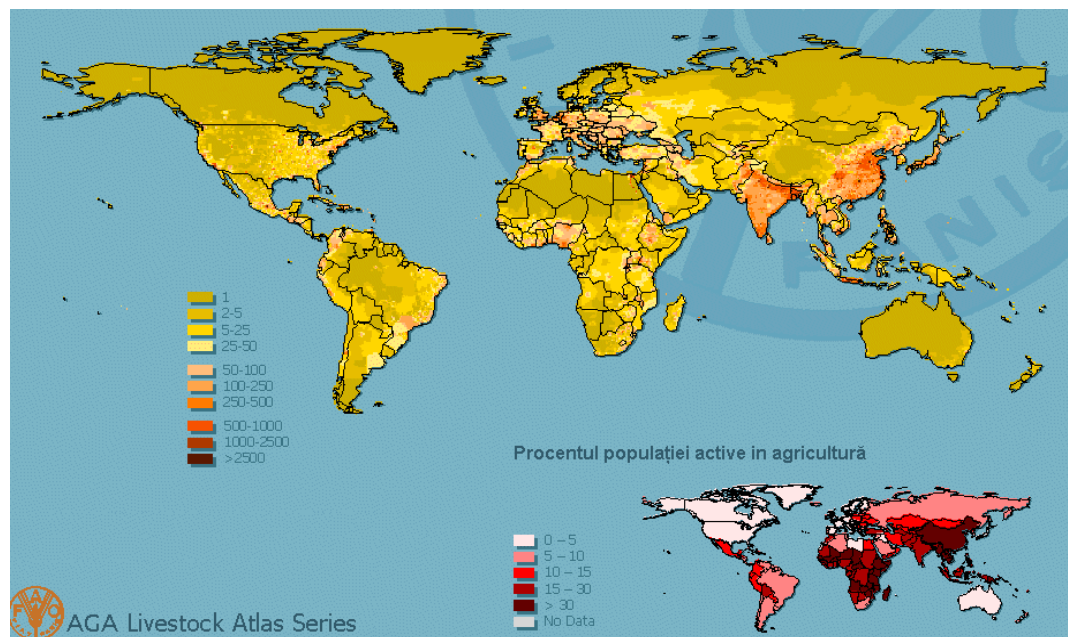 1
2-5
5-25
25-50
50-100
100-250
250-500
500-1000
1000-2500
>2500
Procentul populației active in agricultură
0 – 5
5 – 10
10 – 15
15 – 30
> 30
No Data
FAO
AGA Livestock Atlas Series
ANIS